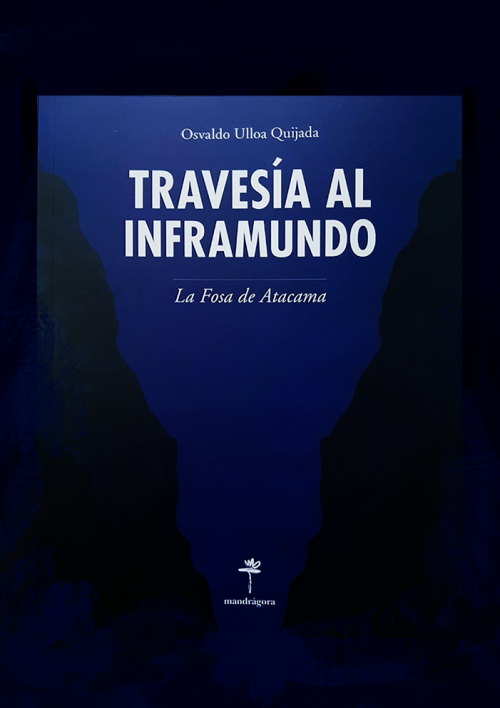 Osvaldo Ulloa Quijada
TRAVESÍA AL
INFRAMUNDO
La Fosa de Atacama
mandrágora